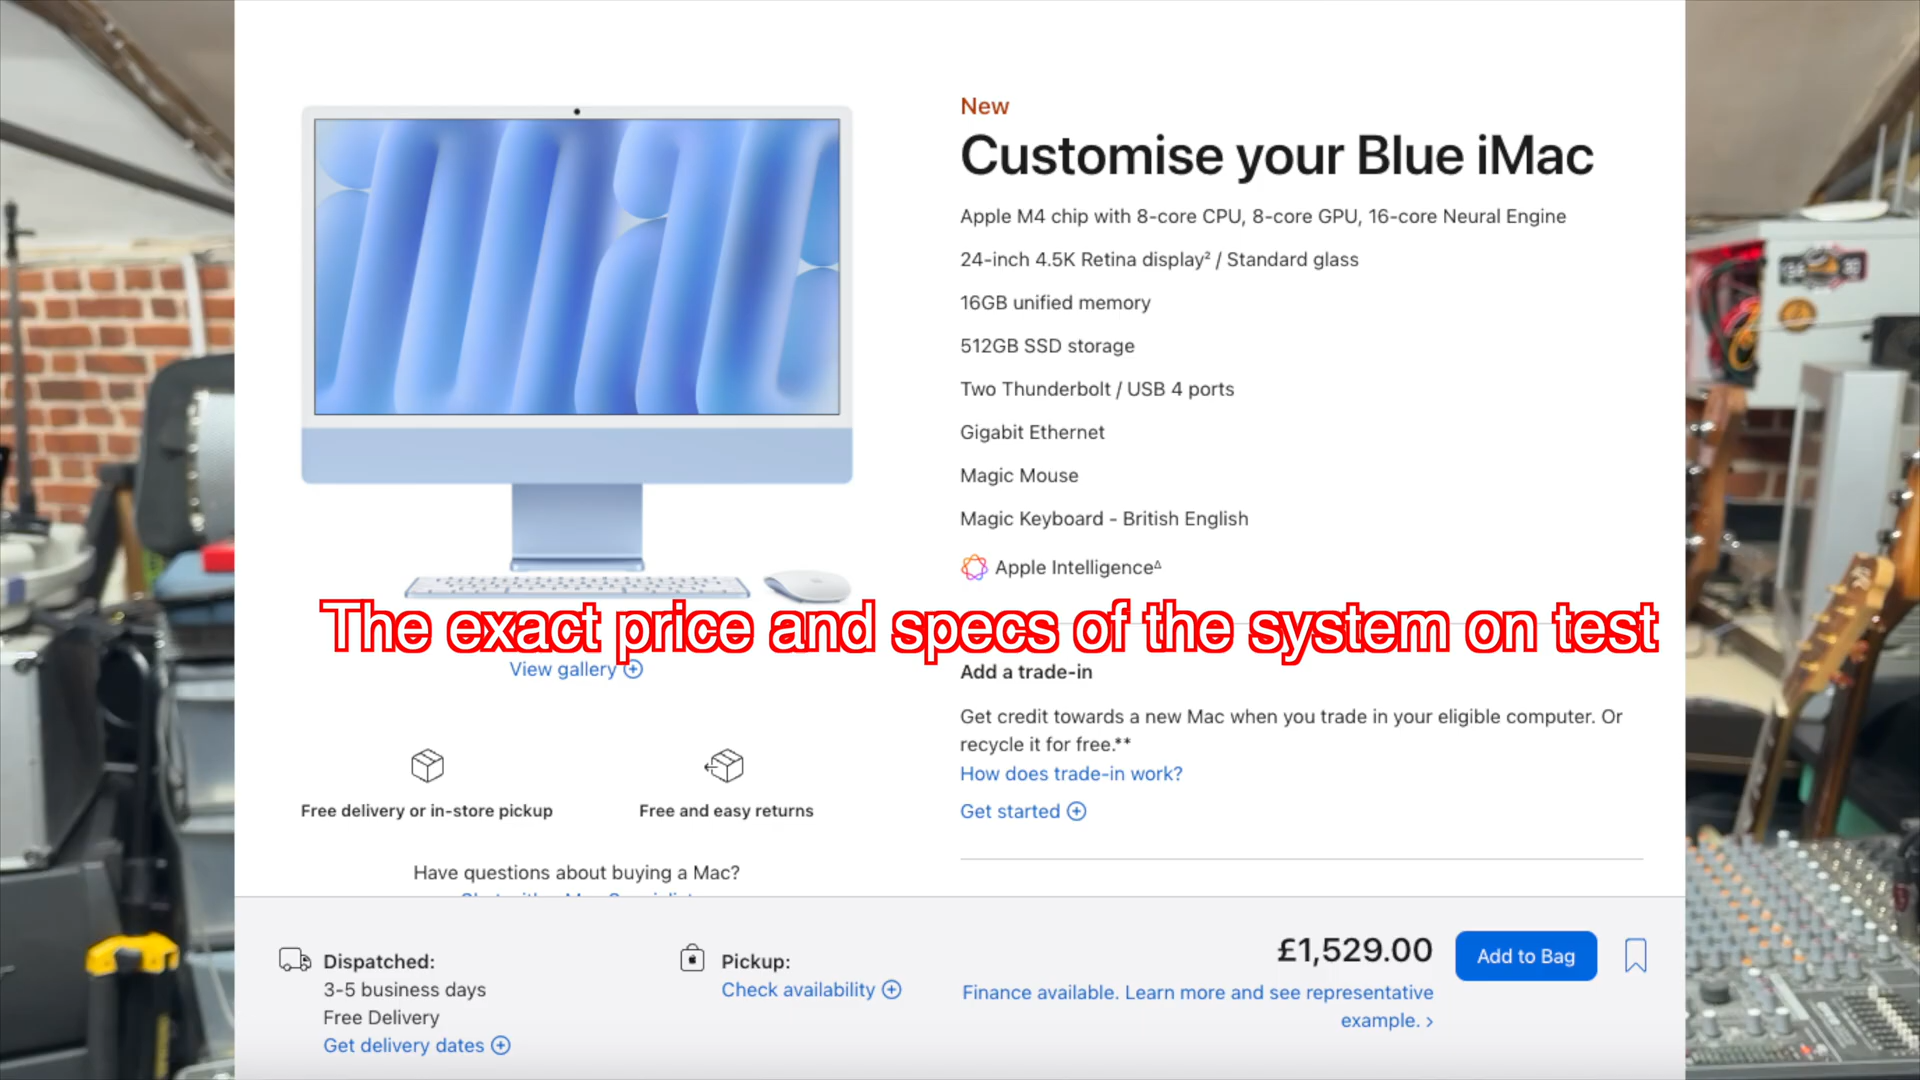 New
Customise your Blue iMac
Apple M4 chip with 8-core CPU, 8-core GPU, 16-core Neural Engine
24-inch 4.5K Retina display² / Standard glass
16GB unified memory
512GB SSD storage
Two Thunderbolt / USB 4 ports
Gigabit Ethernet
Magic Mouse
Magic Keyboard - British English
Apple Intelligence∆
The exact price and specs of the system on test
View gallery
Add a trade-in
Get credit towards a new Mac when you trade in your eligible computer. Or
recycle it for free.**
How does trade-in work?
Get started
Free delivery or in-store pickup
Free and easy returns
Have questions about buying a Mac?
Dispatched:
3-5 business days
Free Delivery
Get delivery dates
Pickup:
Check availability
£1,529.00
Add to Bag
Finance available. Learn more and see representative
example. ›